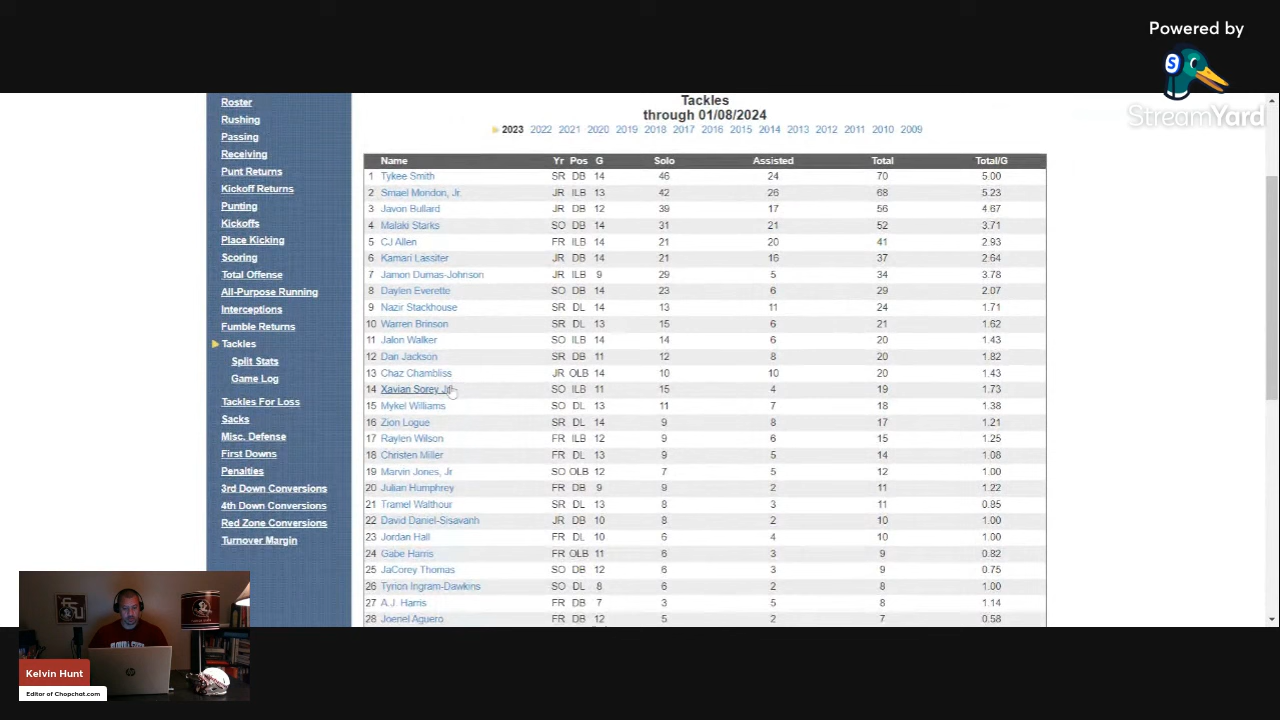 Powered by
StreamYard
Roster
Rushing
Passing
Receiving
Punt Returns
Kickoff Returns
Punting
Kickoffs
Place Kicking
Scoring
Total Offense
All-Purpose Running
Interceptions
Fumble Returns
Tackles
Split Stats
Game Log
Tackles For Loss
Sacks
Misc. Defense
First Downs
Penalties
3rd Down Conversions
4th Down Conversions
Red Zone Conversions
Turnover Margin
Tackles
through 01/08/2024
2023 2022 2021 2020 2019 2018 2017 2016 2015 2014 2013 2012 2011 2010 2009
Name Yr Pos G Solo Assisted Total Total/G
1 Tykee Smith SR DB 14 46 24 70 5.00
2 Smael Mondon, Jr. JR ILB 13 42 26 68 5.23
3 Javon Bullard JR DB 12 39 17 56 4.67
4 Malaki Starks SO DB 14 31 21 52 3.71
5 CJ Allen FR ILB 14 21 20 41 2.93
6 Kamari Lassiter JR DB 14 21 16 37 2.64
7 Jamon Dumas-Johnson JR ILB 9 29 5 34 3.78
8 Daylen Everette SO DB 14 23 6 29 2.07
9 Nazir Stackhouse SR DL 14 13 11 24 1.71
10 Warren Brinson SR DL 13 15 6 21 1.62
11 Jalon Walker SO ILB 14 14 6 20 1.43
12 Dan Jackson SR DB 11 12 8 20 1.82
13 Chaz Chambliss JR OLB 14 10 10 20 1.43
14 Xavian Sorey Jr. SO ILB 11 15 4 19 1.73
15 Mykel Williams SO DL 13 11 7 18 1.38
16 Zion Logue SR DL 14 9 8 17 1.21
17 Raylen Wilson FR ILB 12 9 6 15 1.25
18 Christen Miller FR DL 13 9 5 14 1.08
19 Marvin Jones, Jr SO OLB 12 7 5 12 1.00
20 Julian Humphrey FR DB 9 9 2 11 1.22
21 Tramel Walthour SR DL 13 8 3 11 0.85
22 David Daniel-Sisavanh JR DB 10 8 2 10 1.00
23 Jordan Hall FR DL 10 6 4 10 1.00
24 Gabe Harris FR OLB 11 6 3 9 0.82
25 JaCorey Thomas SO DB 12 6 3 9 0.75
26 Tyrion Ingram-Dawkins SO DL 8 6 2 8 1.00
27 A.J. Harris FR DB 7 3 5 8 1.14
28 Joenel Aguero FR DB 12 5 2 7 0.58
Kelvin Hunt
Editor of Chopchat.com